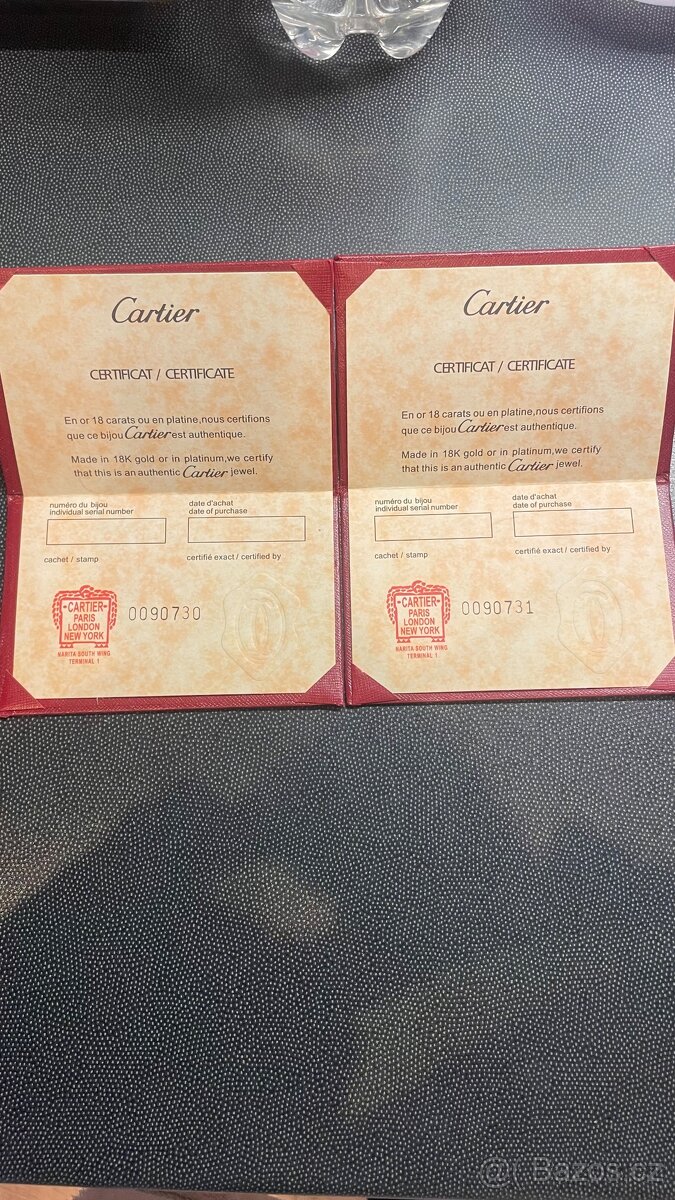 Cartier
CERTIFICAT / CERTIFICATE
En or 18 carats ou en platine,nous certifions
que ce bijou Cartier est authentique.
Made in 18K gold or in platinum,we certify
that this is an authentic Cartier jewel.
numéro du bijou
individual serial number
date d'achat
date of purchase
cachet / stamp
certifié exact / certified by
-CARTIER-
PARIS
LONDON
NEW YORK
NARITA SOUTH WING
TERMINAL 1
0090730
Cartier
CERTIFICAT / CERTIFICATE
En or 18 carats ou en platine,nous certifions
que ce bijou Cartier est authentique.
Made in 18K gold or in platinum,we certify
that this is an authentic Cartier jewel.
numéro du bijou
individual serial number
date d'achat
date of purchase
cachet / stamp
certifié exact / certified by
-CARTIER-
PARIS
LONDON
NEW YORK
NARITA SOUTH WING
TERMINAL 1
0090731
@ Bazos.cz